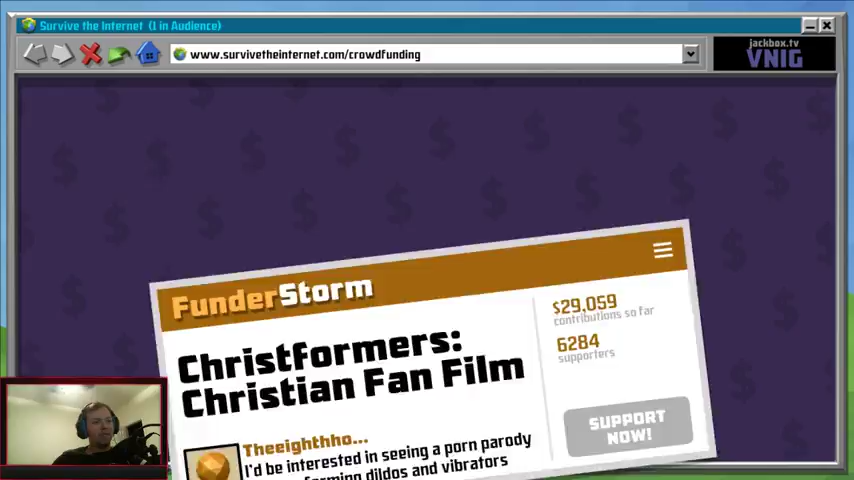 Survive the Internet (1 in Audience)
www.survivetheinternet.com/crowdfunding
jackbox.tv
VNIG
FunderStorm
$29,059
contributions so far
6284
supporters
SUPPORT
NOW!
Christformers:
Christian Fan Film
Theeighthho...
I'd be interested in seeing a porn parody
forming dildos and vibrators